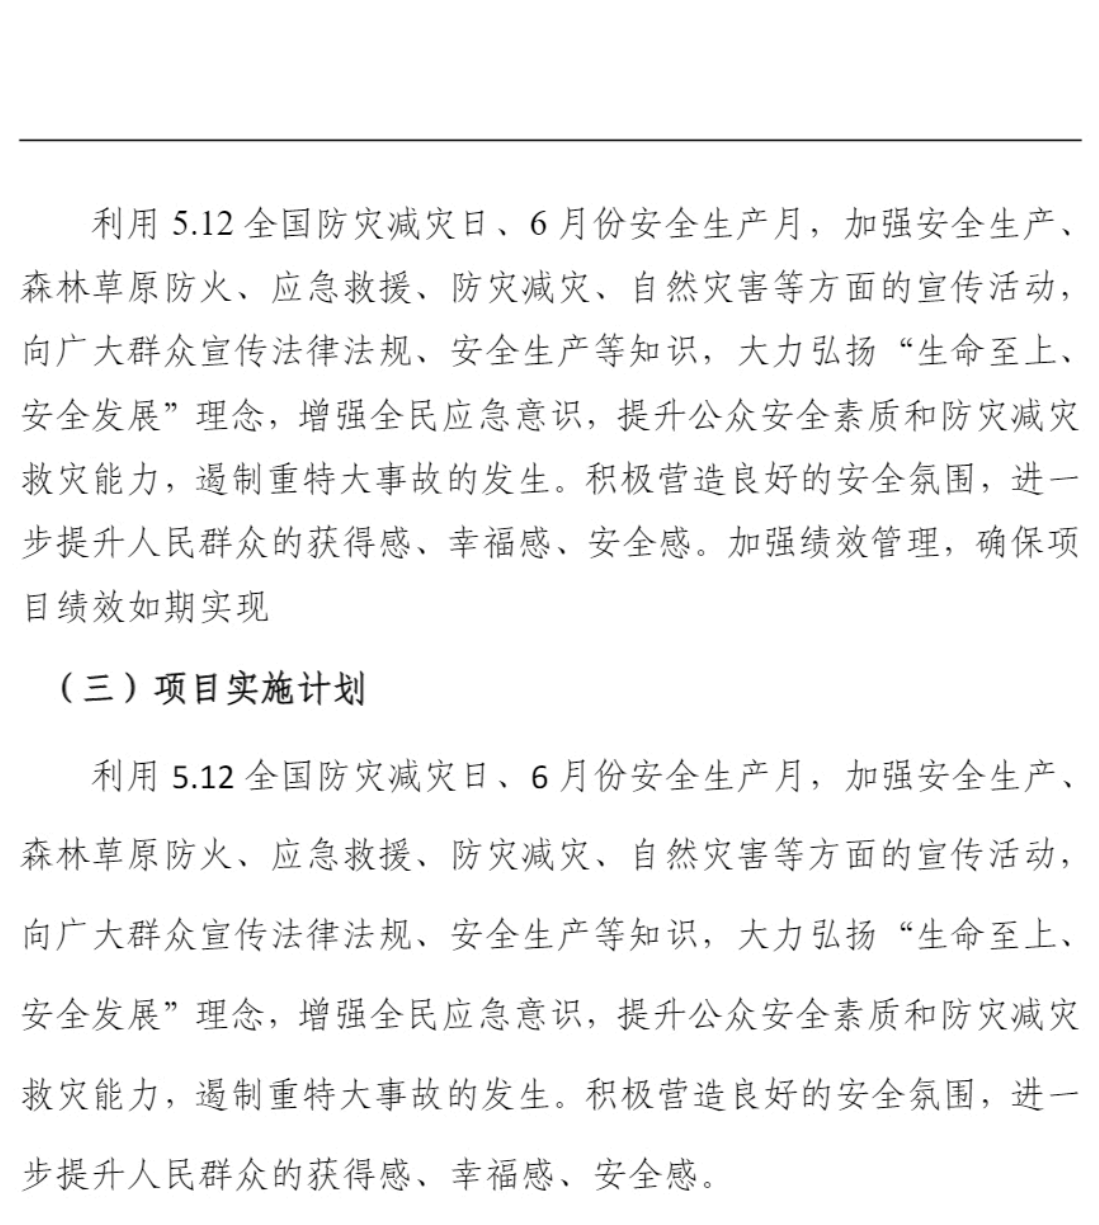 利用 5.12 全国防灾减灾日、6 月份安全生产月，加强安全生产、
森林草原防火、应急救援、防灾减灾、自然灾害等方面的宣传活动，
向广大群众宣传法律法规、安全生产等知识，大力弘扬“生命至上、
安全发展”理念，增强全民应急意识，提升公众安全素质和防灾减灾
救灾能力，遏制重特大事故的发生。积极营造良好的安全氛围，进一
步提升人民群众的获得感、幸福感、安全感。加强绩效管理，确保项
目绩效如期实现
（三）项目实施计划
利用 5.12 全国防灾减灾日、6 月份安全生产月，加强安全生产、
森林草原防火、应急救援、防灾减灾、自然灾害等方面的宣传活动，
向广大群众宣传法律法规、安全生产等知识，大力弘扬“生命至上、
安全发展”理念，增强全民应急意识，提升公众安全素质和防灾减灾
救灾能力，遏制重特大事故的发生。积极营造良好的安全氛围，进一
步提升人民群众的获得感、幸福感、安全感。